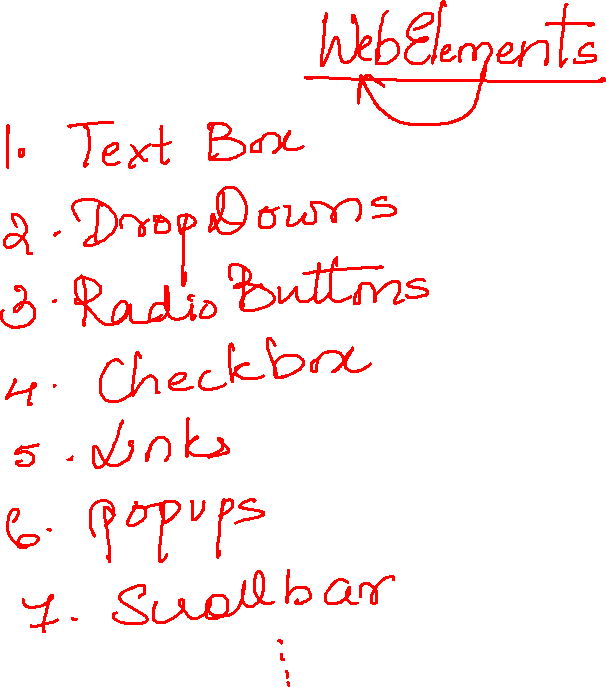 WebElements
1. Text Box
2. DropDowns
3. Radio Buttons
4. Checkbox
5. Links
6. Popups
7. Scrollbar